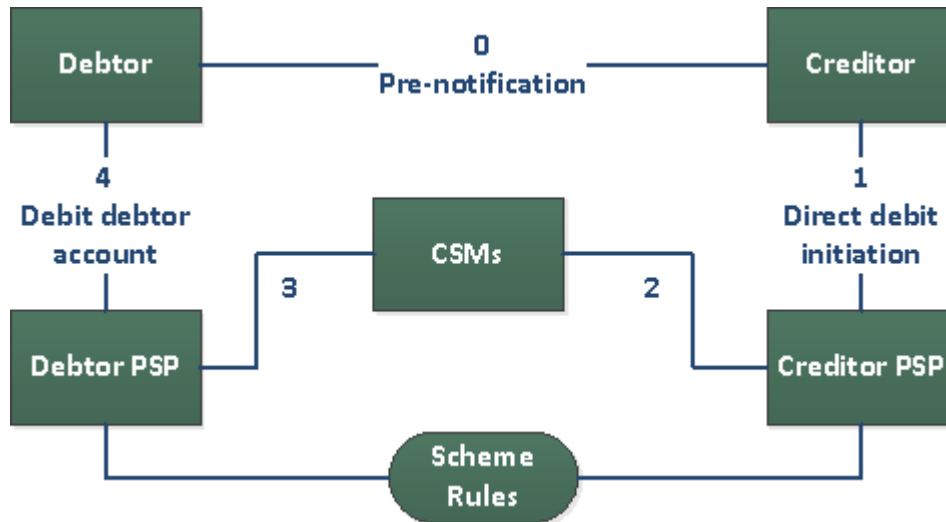 Debtor
0
Pre-notification
Creditor
4
Debit debtor
account
CSMs
1
Direct debit
initiation
3
2
Debtor PSP
Creditor PSP
Scheme
Rules